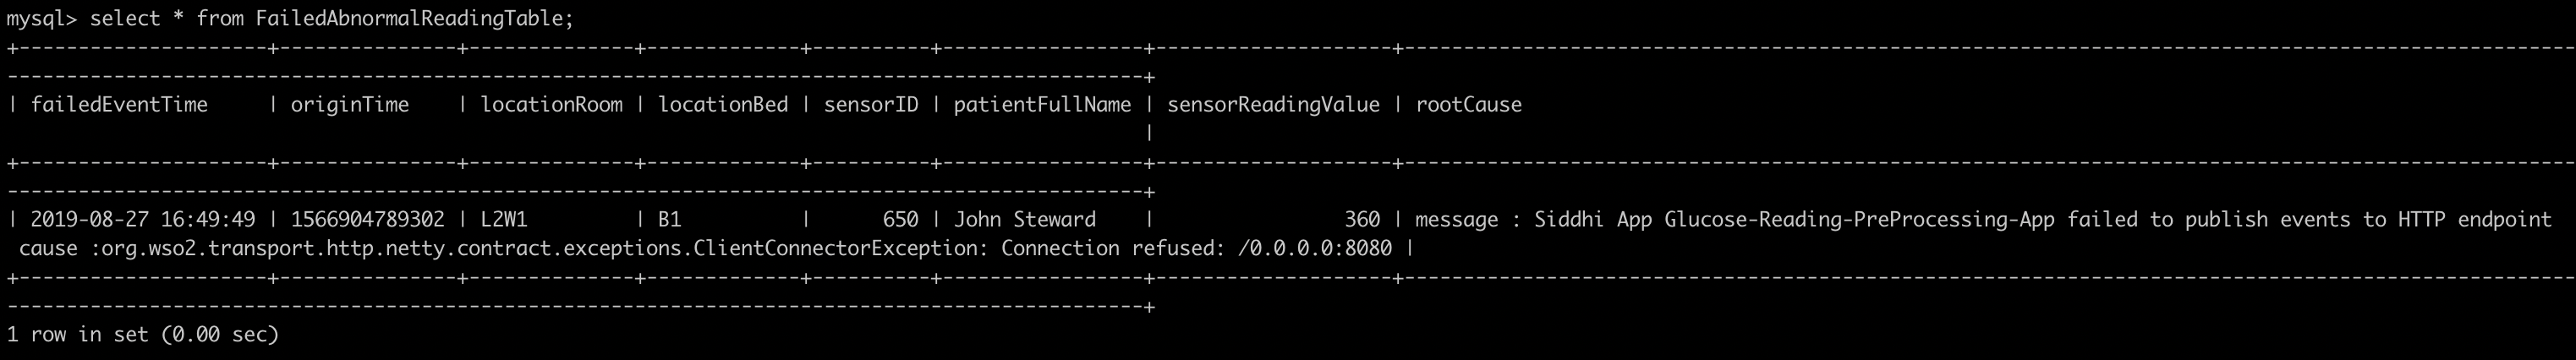 mysql> select * from FailedAbnormalReadingTable;
+---------------------+---------------+--------------+-------------+----------+-----------------+--------------------+----------------------------------------------------------------------------------------------------
------------------------------------------------------------------------------------------------+
| failedEventTime     | originTime    | locationRoom | locationBed | sensorID | patientFullName | sensorReadingValue | rootCause
                                                                                                |
+---------------------+---------------+--------------+-------------+----------+-----------------+--------------------+----------------------------------------------------------------------------------------------------
------------------------------------------------------------------------------------------------+
| 2019-08-27 16:49:49 | 1566904789302 | L2W1         | B1          |      650 | John Steward    |                360 | message : Siddhi App Glucose-Reading-PreProcessing-App failed to publish events to HTTP endpoint
 cause :org.wso2.transport.http.netty.contract.exceptions.ClientConnectorException: Connection refused: /0.0.0.0:8080 |
+---------------------+---------------+--------------+-------------+----------+-----------------+--------------------+----------------------------------------------------------------------------------------------------
------------------------------------------------------------------------------------------------+
1 row in set (0.00 sec)